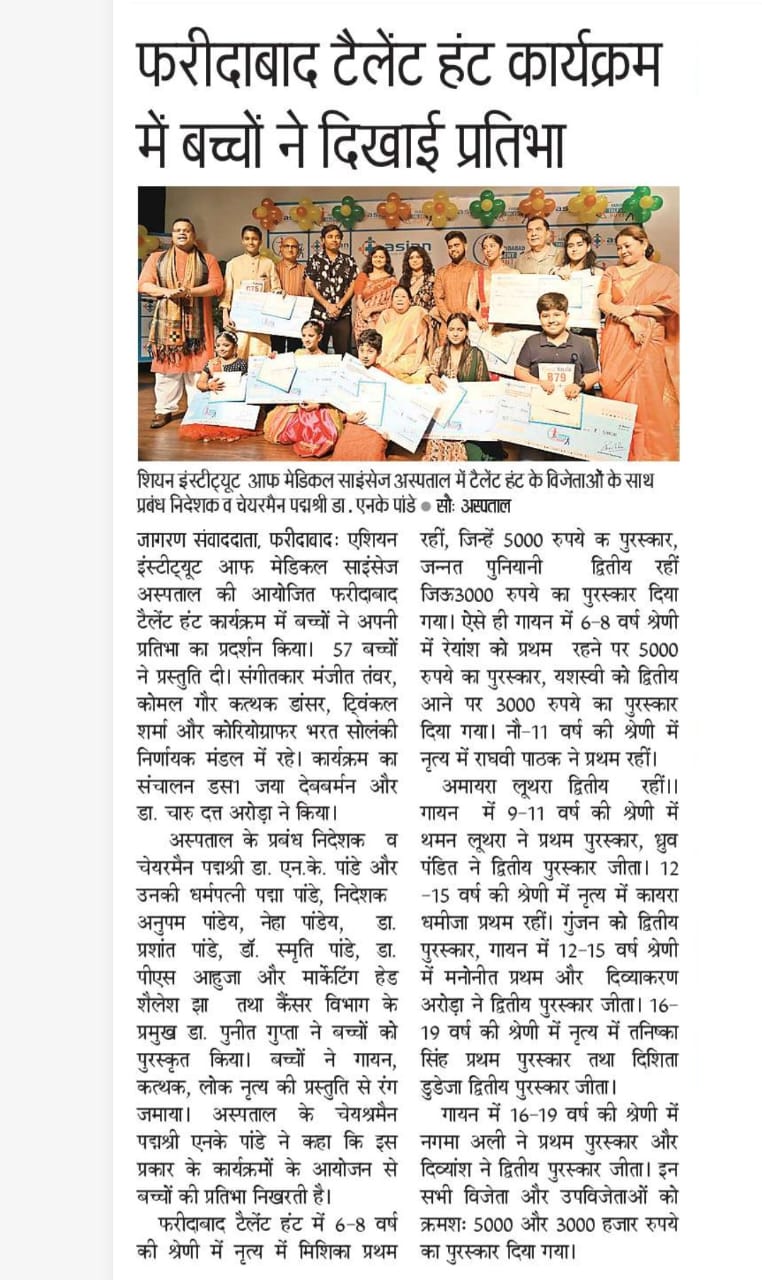 फरीदाबाद टैलेंट हंट कार्यक्रम
में बच्चों ने दिखाई प्रतिभा
asian
B79
शियन इंस्टीट्यूट आफ मेडिकल साइंसेज अस्पताल में टैलेंट हंट के विजेताओं के साथ
प्रबंध निदेशक व चेयरमैन पद्मश्री डा. एनके पांडे ● सौ: अस्पताल
जागरण संवाददाता, फरीदावाद: एशियन
इंस्टीट्यूट आफ मेडिकल साइंसेज
अस्पताल की आयोजित फरीदाबाद
टैलेंट हंट कार्यक्रम में बच्चों ने अपनी
प्रतिभा का प्रदर्शन किया। 57 बच्चों
ने प्रस्तुति दी। संगीतकार मंजीत तंवर,
कोमल गौर कत्थक डांसर, ट्विंकल
शर्मा और कोरियोग्राफर भरत सोलंकी
निर्णायक मंडल में रहे। कार्यक्रम का
संचालन डस1 जया देबबर्मन और
डा. चारु दत्त अरोड़ा ने किया।
अस्पताल के प्रबंध निदेशक व
चेयरमैन पद्मश्री डा. एन.के. पांडे और
उनकी धर्मपत्नी पद्मा पांडे, निदेशक
अनुपम पांडेय, नेहा पांडेय, डा.
प्रशांत पांडे, डॉ. स्मृति पांडे, डा.
पीएस आहुजा और मार्केटिंग हेड
शैलेश झा तथा कैंसर विभाग के
प्रमुख डा. पुनीत गुप्ता ने बच्चों को
पुरस्कृत किया। बच्चों ने गायन,
कत्थक, लोक नृत्य की प्रस्तुति से रंग
जमाया। अस्पताल के चेयश्रमैन
पद्मश्री एनके पांडे ने कहा कि इस
प्रकार के कार्यक्रमों के आयोजन से
बच्चों की प्रतिभा निखरती है।
फरीदाबाद टैलेंट हंट में 6-8 वर्ष
की श्रेणी में नृत्य में मिशिका प्रथम
रहीं, जिन्हें 5000 रुपये क पुरस्कार,
जन्नत पुनियानी द्वितीय रहीं
जिऊ3000 रुपये का पुरस्कार दिया
गया। ऐसे ही गायन में 6-8 वर्ष श्रेणी
में रेयांश को प्रथम रहने पर 5000
रुपये का पुरस्कार, यशस्वी को द्वितीय
आने पर 3000 रुपये का पुरस्कार
दिया गया। नौ-11 वर्ष की श्रेणी में
नृत्य में राघवी पाठक ने प्रथम रहीं।
अमायरा लूथरा द्वितीय रहीं।।
गायन में 9-11 वर्ष की श्रेणी में
थमन लूथरा ने प्रथम पुरस्कार, ध्रुव
पंडित ने द्वितीय पुरस्कार जीता। 12
-15 वर्ष की श्रेणी में नृत्य में कायरा
धमीजा प्रथम रहीं। गुंजन को द्वितीय
पुरस्कार, गायन में 12-15 वर्ष श्रेणी
में मनोनीत प्रथम और दिव्याकरण
अरोड़ा ने द्वितीय पुरस्कार जीता। 16-
19 वर्ष की श्रेणी में नृत्य में तनिष्का
सिंह प्रथम पुरस्कार तथा दिशिता
डुडेजा द्वितीय पुरस्कार जीता।
गायन में 16-19 वर्ष की श्रेणी में
नगमा अली ने प्रथम पुरस्कार और
दिव्यांश ने द्वितीय पुरस्कार जीता। इन
सभी विजेता और उपविजेताओं को
क्रमशः 5000 और 3000 हजार रुपये
का पुरस्कार दिया गया।